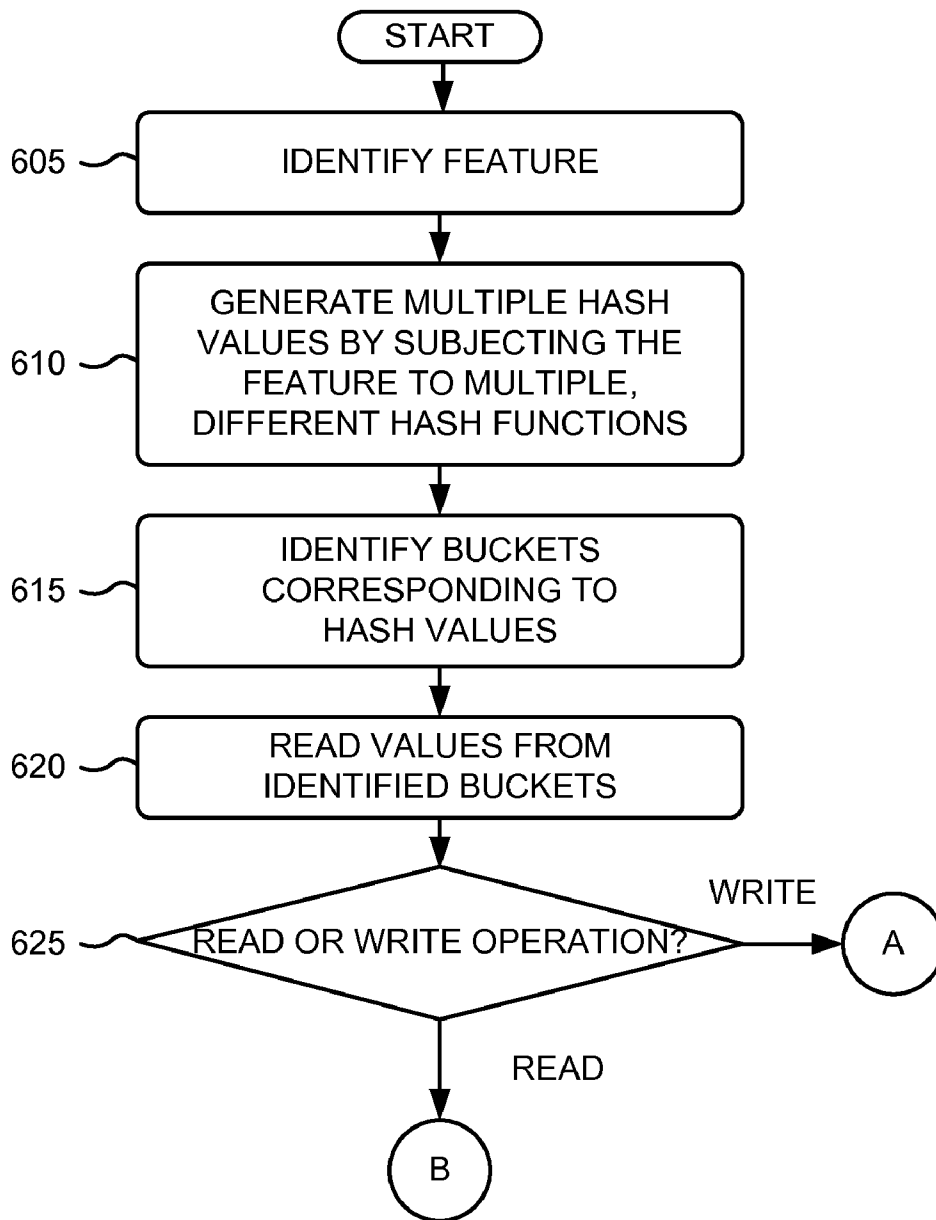 START
605
IDENTIFY FEATURE
610
GENERATE MULTIPLE HASH
VALUES BY SUBJECTING THE
FEATURE TO MULTIPLE,
DIFFERENT HASH FUNCTIONS
615
IDENTIFY BUCKETS
CORRESPONDING TO
HASH VALUES
620
READ VALUES FROM
IDENTIFIED BUCKETS
625
READ OR WRITE OPERATION?
WRITE
A
READ
B